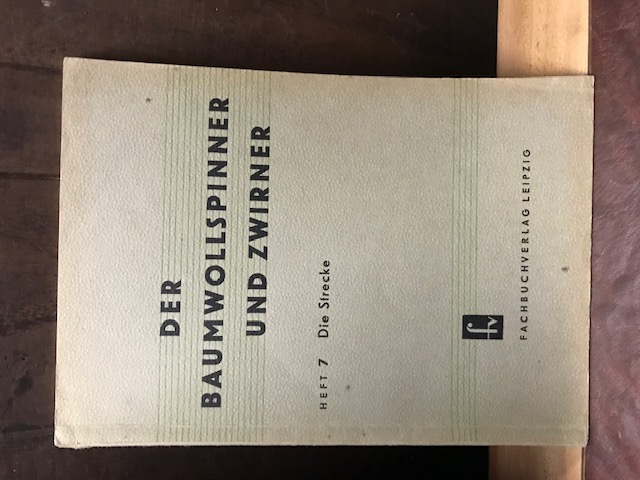 DER
BAUMWOLLSPINNER
UND ZWIRNER
HEFT 7 Die Strecke
fv
FACHBUCHVERLAG LEIPZIG